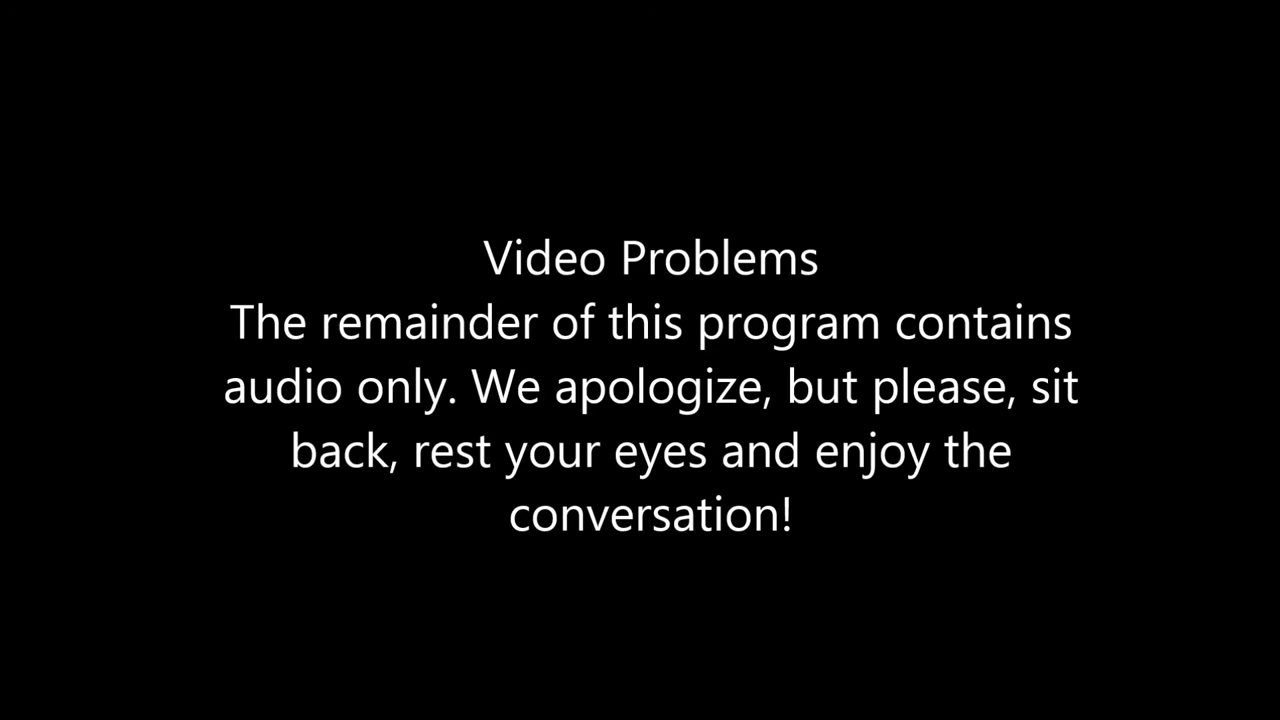 Video Problems
The remainder of this program contains
audio only. We apologize, but please, sit
back, rest your eyes and enjoy the
conversation!